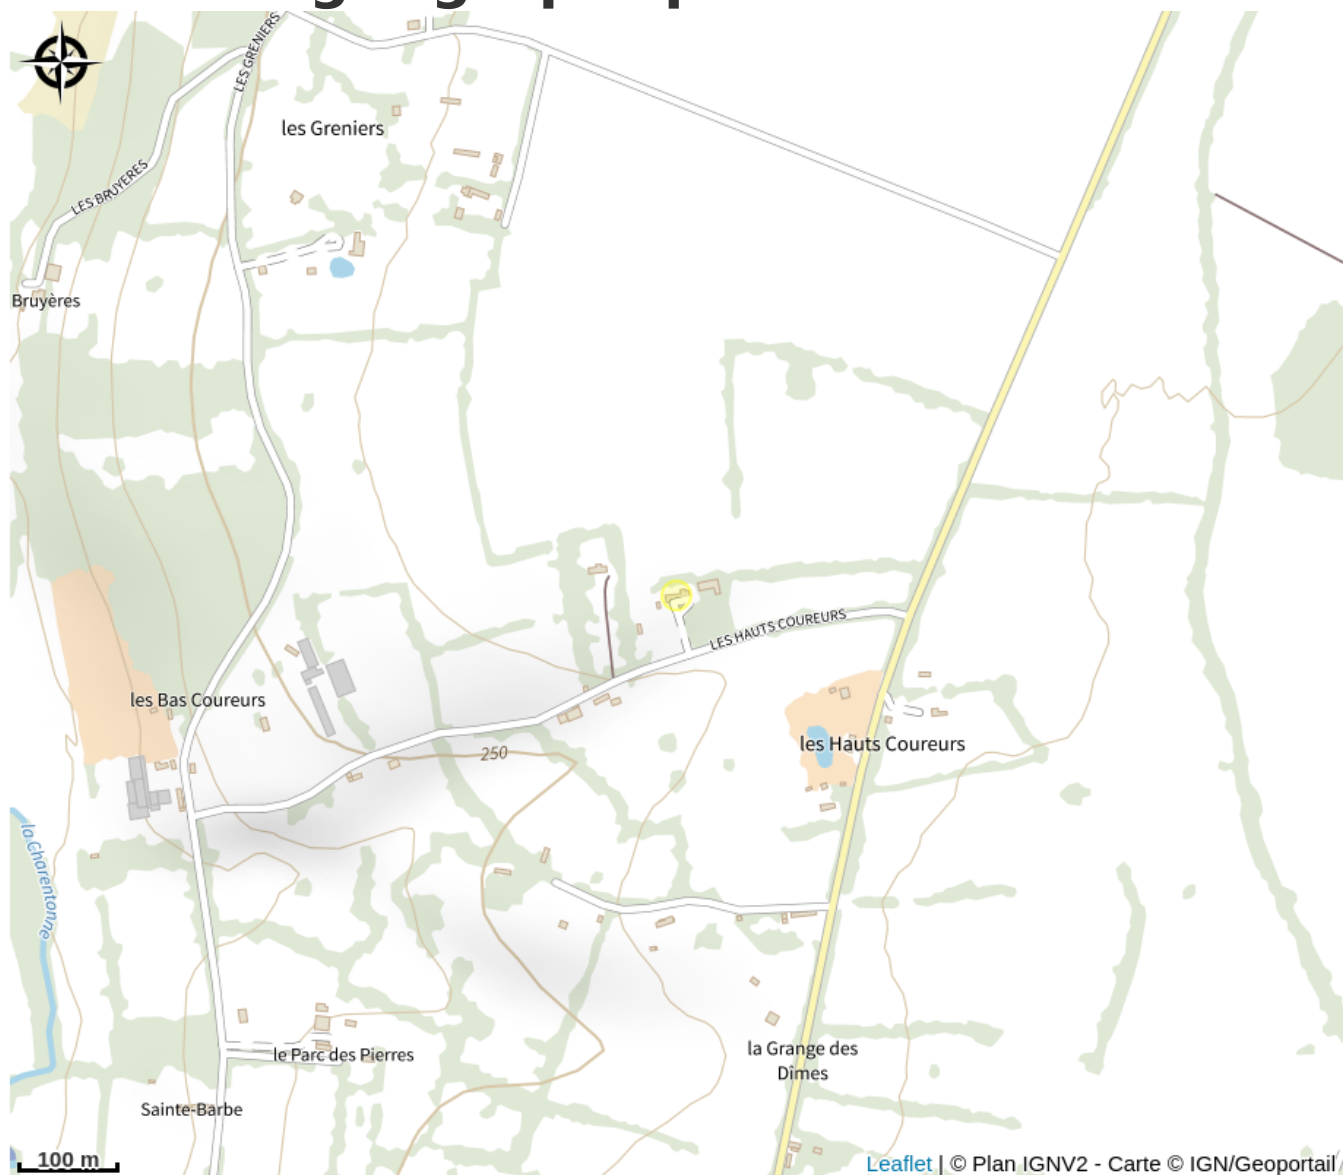 LES GRENIERS
les Greniers
LES BRUYERES
Bruyères
LES HAUTS COUREURS
les Bas Coureurs
les Hauts Coureurs
250
la Charentonne
la Grange des
Dîmes
le Parc des Pierres
Sainte-Barbe
100 m
Leaflet | © Plan IGNV2 - Carte © IGN/Geoportail